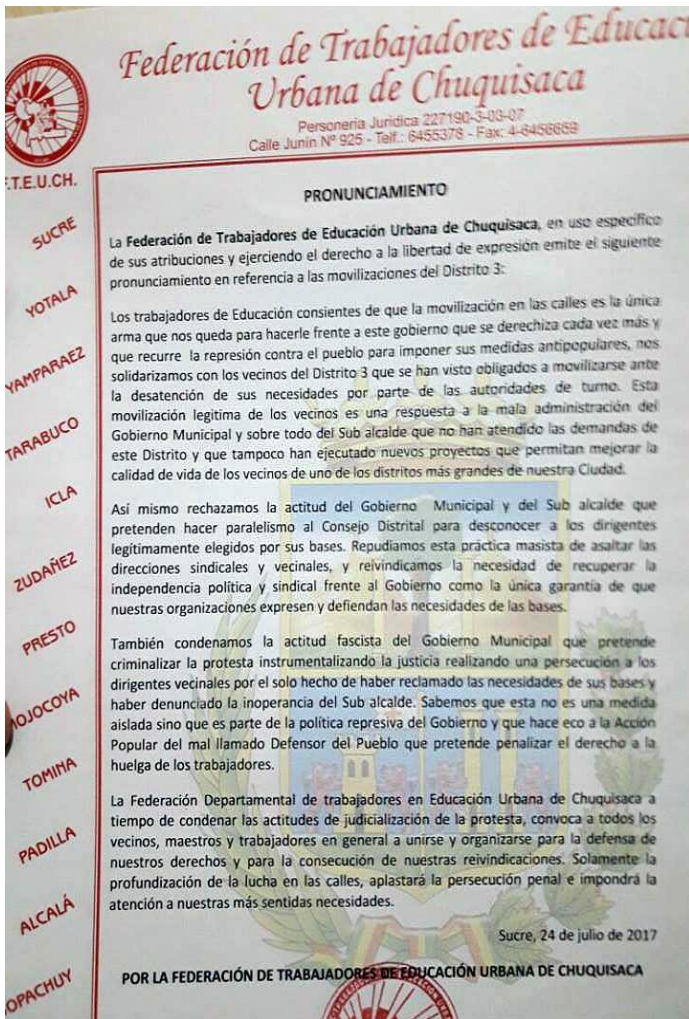 Federación de Trabajadores de Educaci
Urbana de Chuquisaca
Personería Jurídica 227190-3-03-07
Calle Junín Nº 925 - Telf.: 6455378 - Fax: 4-6456659
F.T.E.U.CH.
SUCRE
YOTALA
YAMPARAEZ
TARABUCO
ICLA
ZUDAÑEZ
PRESTO
MOJOCOYA
TOMINA
PADILLA
ALCALÁ
OPACHUY
PRONUNCIAMIENTO
La Federación de Trabajadores de Educación Urbana de Chuquisaca, en uso específico
de sus atribuciones y ejerciendo el derecho a la libertad de expresión emite el siguiente
pronunciamiento en referencia a las movilizaciones del Distrito 3:
Los trabajadores de Educación consientes de que la movilización en las calles es la única
arma que nos queda para hacerle frente a este gobierno que se derechiza cada vez más y
que recurre la represión contra el pueblo para imponer sus medidas antipopulares, nos
solidarizamos con los vecinos del Distrito 3 que se han visto obligados a movilizarse ante
la desatención de sus necesidades por parte de las autoridades de turno. Esta
movilización legitima de los vecinos es una respuesta a la mala administración del
Gobierno Municipal y sobre todo del Sub alcalde que no han atendido las demandas de
este Distrito y que tampoco han ejecutado nuevos proyectos que permitan mejorar la
calidad de vida de los vecinos de uno de los distritos más grandes de nuestra Ciudad.
Así mismo rechazamos la actitud del Gobierno Municipal y del Sub alcalde que
pretenden hacer paralelismo al Consejo Distrital para desconocer a los dirigentes
legítimamente elegidos por sus bases. Repudiamos esta práctica masista de asaltar las
direcciones sindicales y vecinales, y reivindicamos la necesidad de recuperar la
independencia política y sindical frente al Gobierno como la única garantía de que
nuestras organizaciones expresen y defiendan las necesidades de las bases.
También condenamos la actitud fascista del Gobierno Municipal que pretende
criminalizar la protesta instrumentalizando la justicia realizando una persecución a los
dirigentes vecinales por el solo hecho de haber reclamado las necesidades de sus bases y
haber denunciado la inoperancia del Sub alcalde. Sabemos que esta no es una medida
aislada sino que es parte de la política represiva del Gobierno y que hace eco a la Acción
Popular del mal llamado Defensor del Pueblo que pretende penalizar el derecho a la
huelga de los trabajadores.
La Federación Departamental de trabajadores en Educación Urbana de Chuquisaca a
tiempo de condenar las actitudes de judicialización de la protesta, convoca a todos los
vecinos, maestros y trabajadores en general a unirse y organizarse para la defensa de
nuestros derechos y para la consecución de nuestras reivindicaciones. Solamente la
profundización de la lucha en las calles, aplastará la persecución penal e impondrá la
atención a nuestras más sentidas necesidades.
Sucre, 24 de julio de 2017
POR LA FEDERACIÓN DE TRABAJADORES DE EDUCACIÓN URBANA DE CHUQUISACA